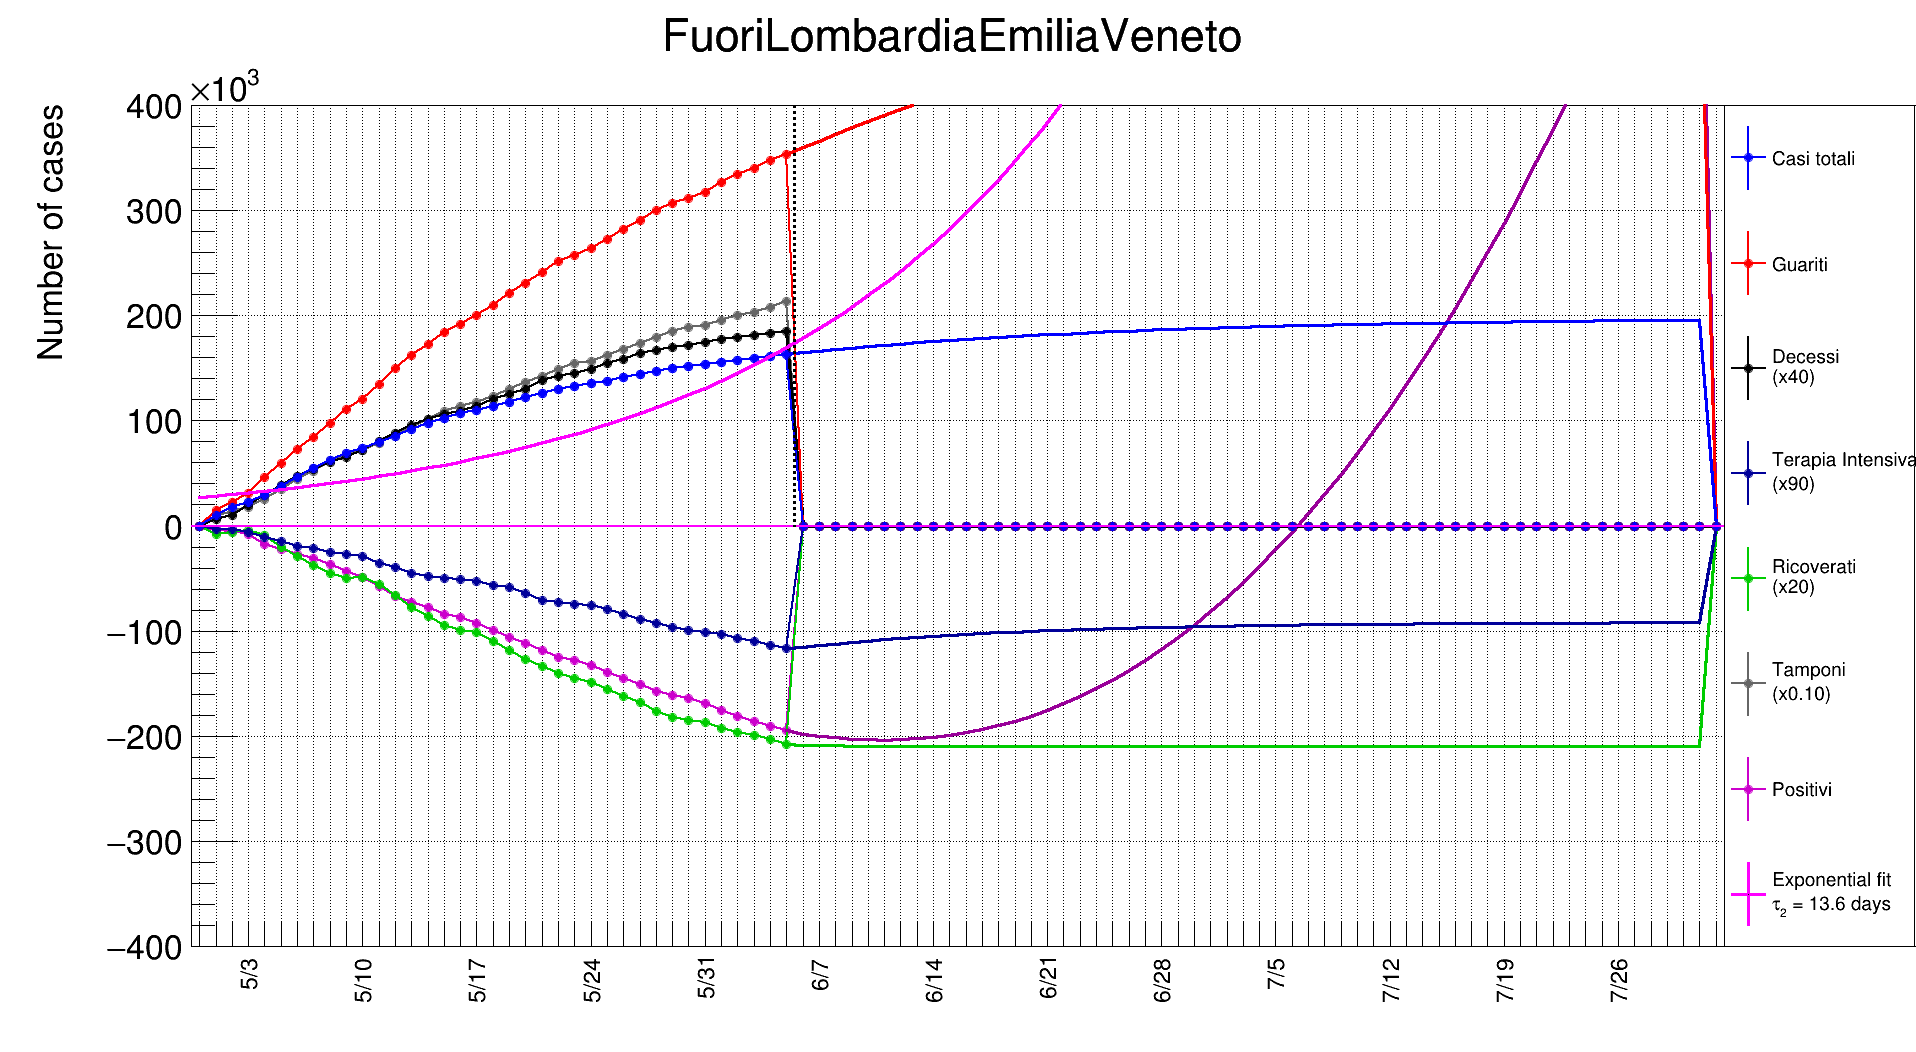 FuoriLombardiaEmiliaVeneto
×10³
Number of cases
400
300
200
100
0
−100
−200
−300
−400
5/3
5/10
5/17
5/24
5/31
6/7
6/14
6/21
6/28
7/5
7/12
7/19
7/26
Casi totali
Guariti
Decessi
(x40)
Terapia Intensiva
(x90)
Ricoverati
(x20)
Tamponi
(x0.10)
Positivi
Exponential fit
τ₂ = 13.6 days